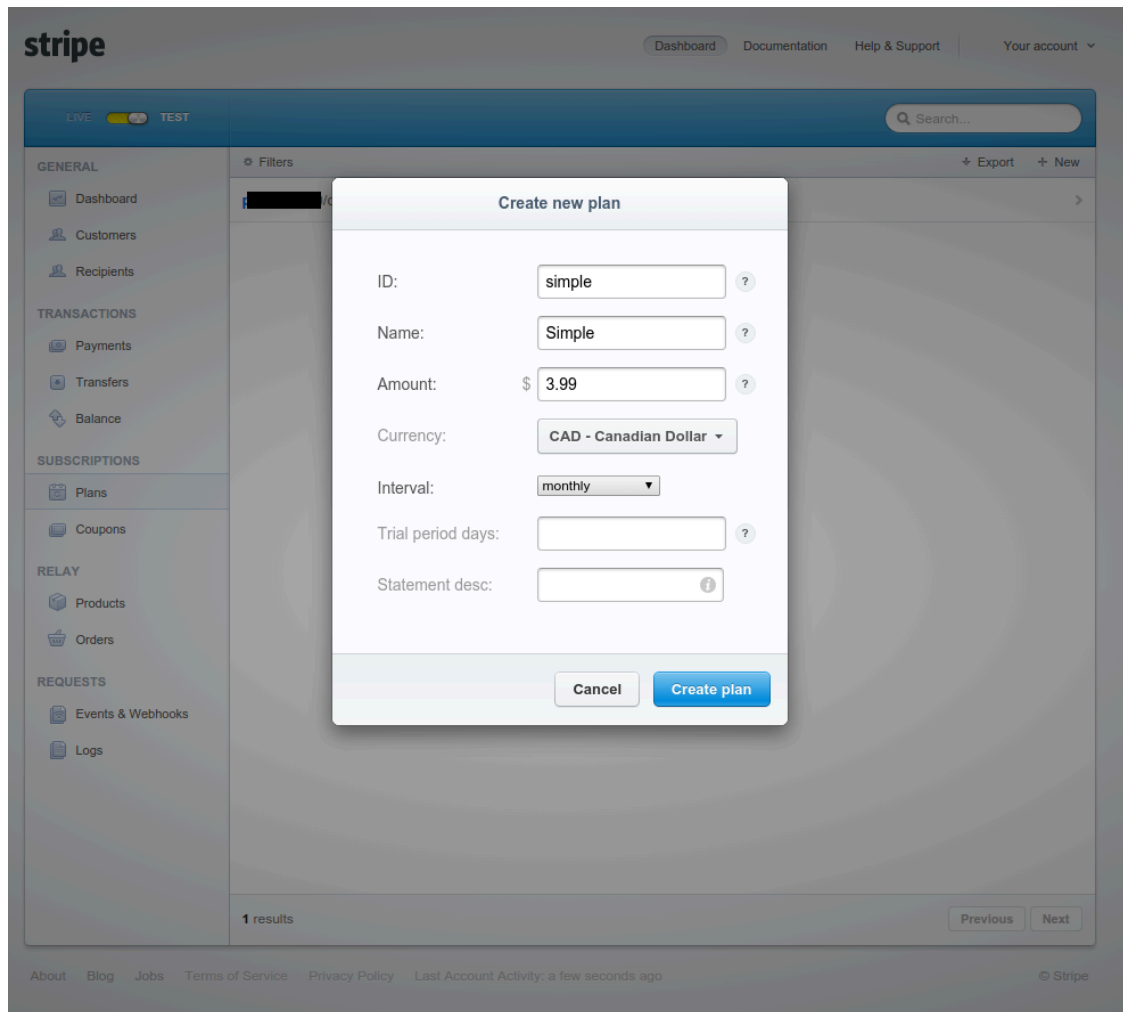 stripe
Dashboard Documentation Help & Support Your account
LIVE TEST
Search...
GENERAL
Dashboard
Customers
Recipients
TRANSACTIONS
Payments
Transfers
Balance
SUBSCRIPTIONS
Plans
Coupons
RELAY
Products
Orders
REQUESTS
Events & Webhooks
Logs
Filters Export New
Create new plan
ID: simple ?
Name: Simple ?
Amount: $ 3.99 ?
Currency: CAD - Canadian Dollar
Interval: monthly
Trial period days: ?
Statement desc:
Cancel Create plan
1 results Previous Next
About Blog Jobs Terms of Service Privacy Policy Last Account Activity: a few seconds ago © Stripe